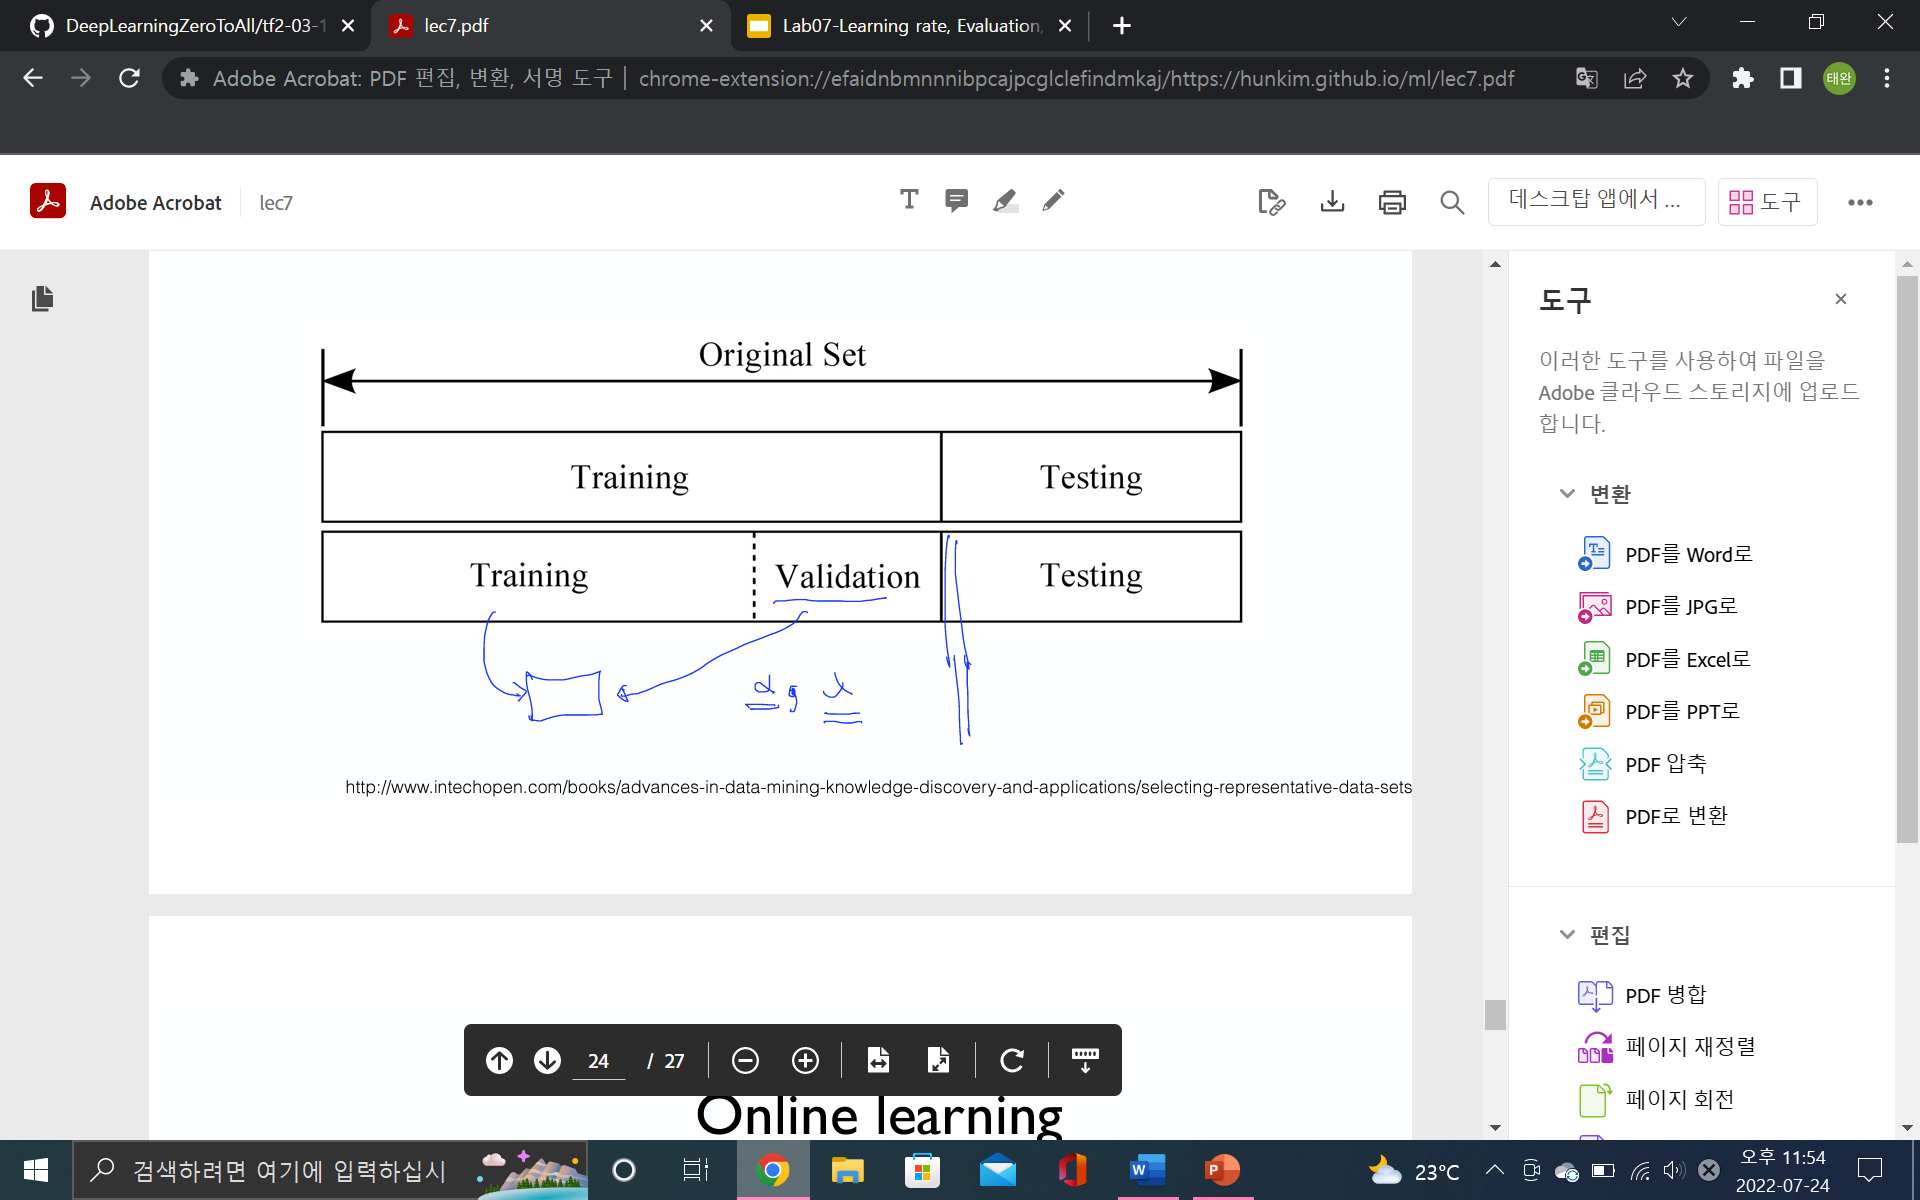 DeepLearningZeroToAll/tf2-03-1
lec7.pdf
Lab07-Learning rate, Evaluation,
Adobe Acrobat: PDF 편집, 변환, 서명 도구 | chrome-extension://efaidnbmnnnibpcajpcglclefindmkaj/https://hunkim.github.io/ml/lec7.pdf
태완
Adobe Acrobat
lec7
데스크탑 앱에서 ...
도구
Original Set
Training
Testing
Training
Validation
Testing
α, λ
http://www.intechopen.com/books/advances-in-data-mining-knowledge-discovery-and-applications/selecting-representative-data-sets
24 / 27
Online learning
도구
이러한 도구를 사용하여 파일을
Adobe 클라우드 스토리지에 업로드
합니다.
변환
PDF를 Word로
PDF를 JPG로
PDF를 Excel로
PDF를 PPT로
PDF 압축
PDF로 변환
편집
PDF 병합
페이지 재정렬
페이지 회전
검색하려면 여기에 입력하십시
23°C
오후 11:54
2022-07-24